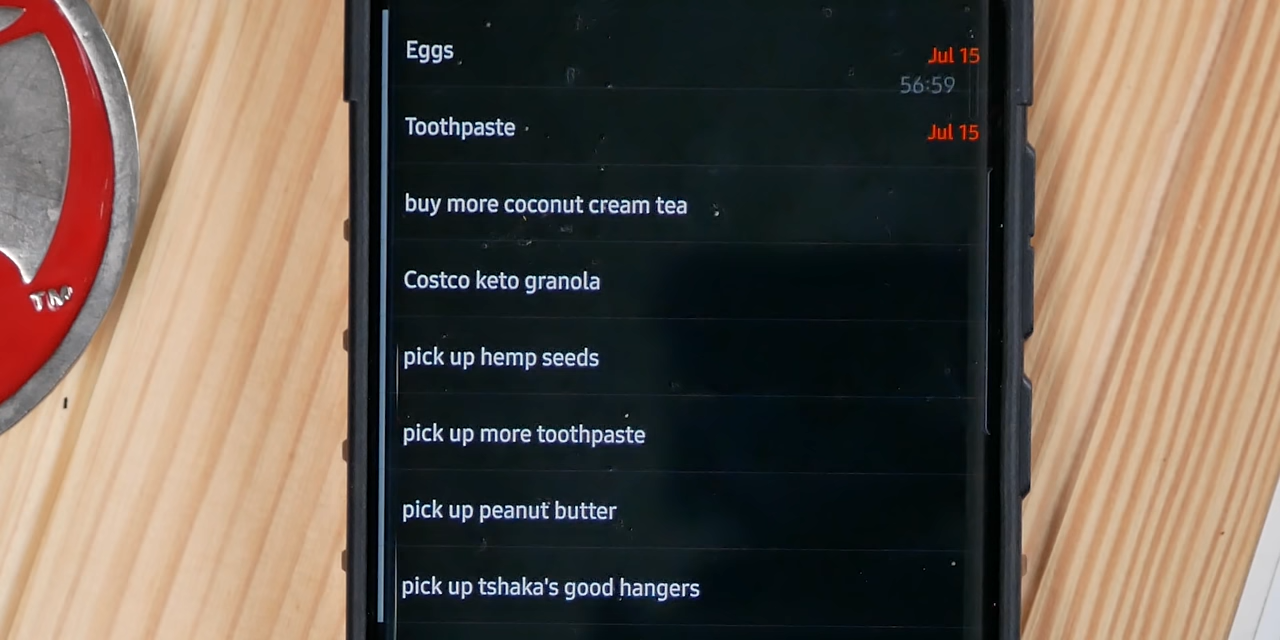 Eggs Jul 15
56:59
Toothpaste Jul 15
buy more coconut cream tea
Costco keto granola
pick up hemp seeds
pick up more toothpaste
pick up peanut butter
pick up tshaka's good hangers
TM